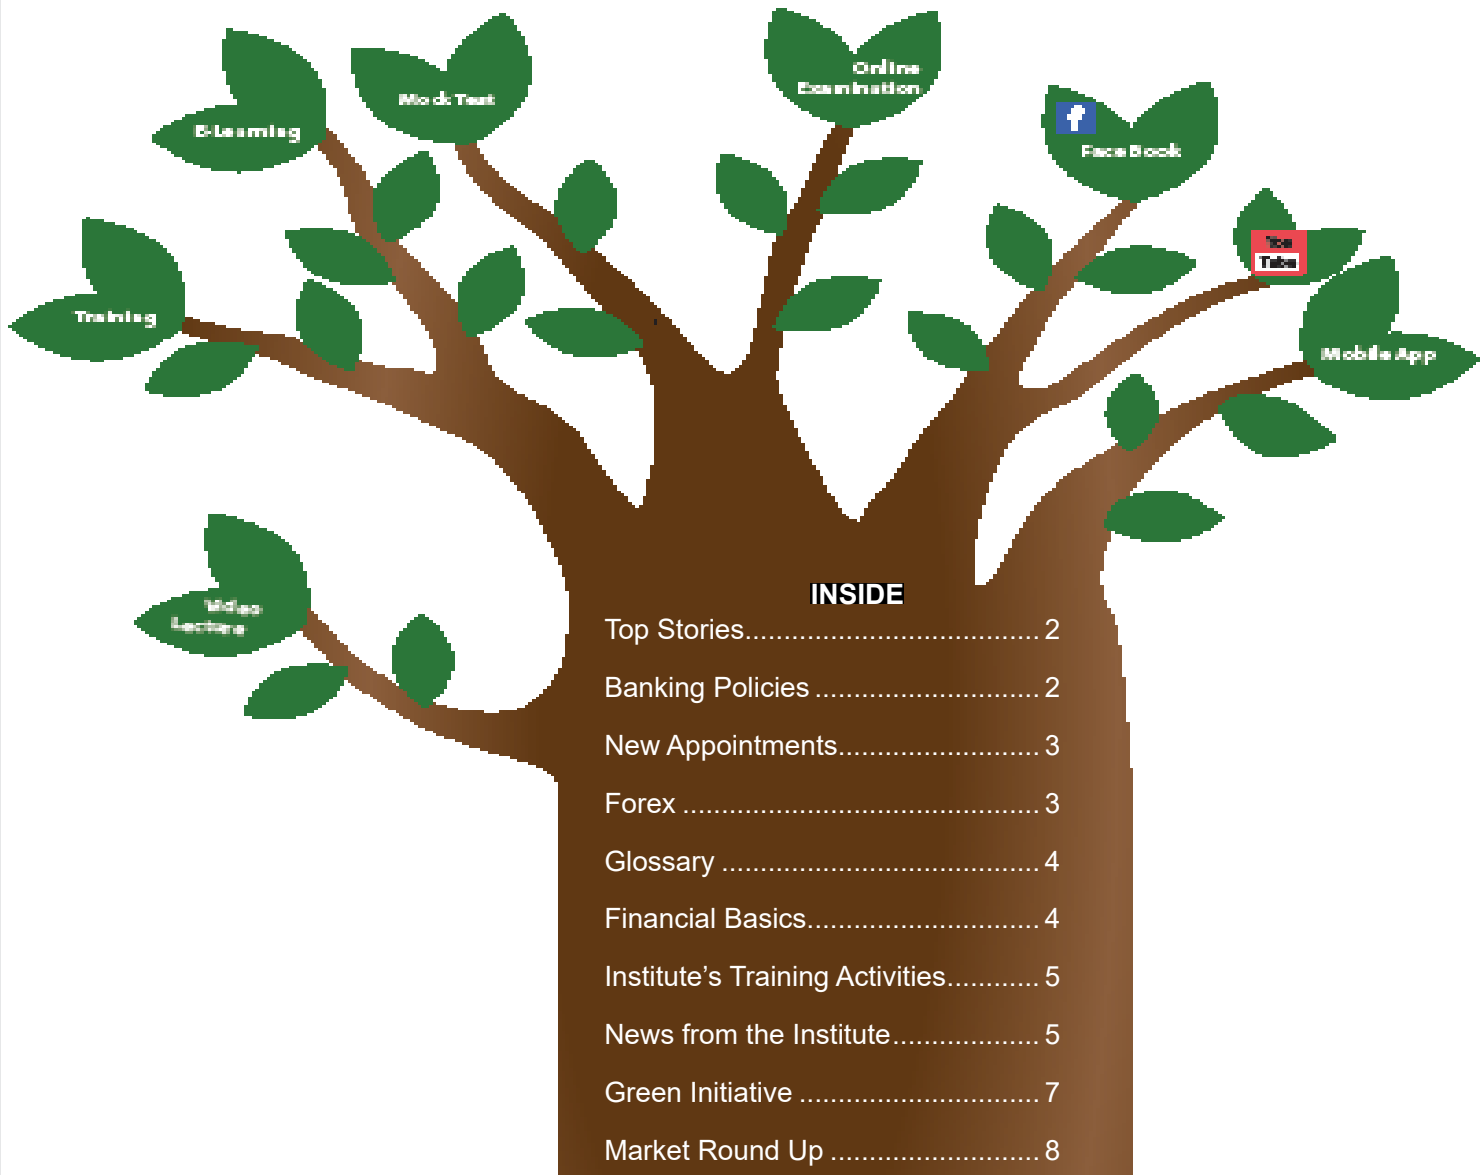 Online
Examination
Mock Test
E-Learning
f
Face Book
You
Tube
Training
Mobile App
Video
Lecture
INSIDE
Top Stories...................................... 2
Banking Policies ............................. 2
New Appointments.......................... 3
Forex .............................................. 3
Glossary ......................................... 4
Financial Basics.............................. 4
Institute’s Training Activities............ 5
News from the Institute................... 5
Green Initiative ............................... 7
Market Round Up ........................... 8